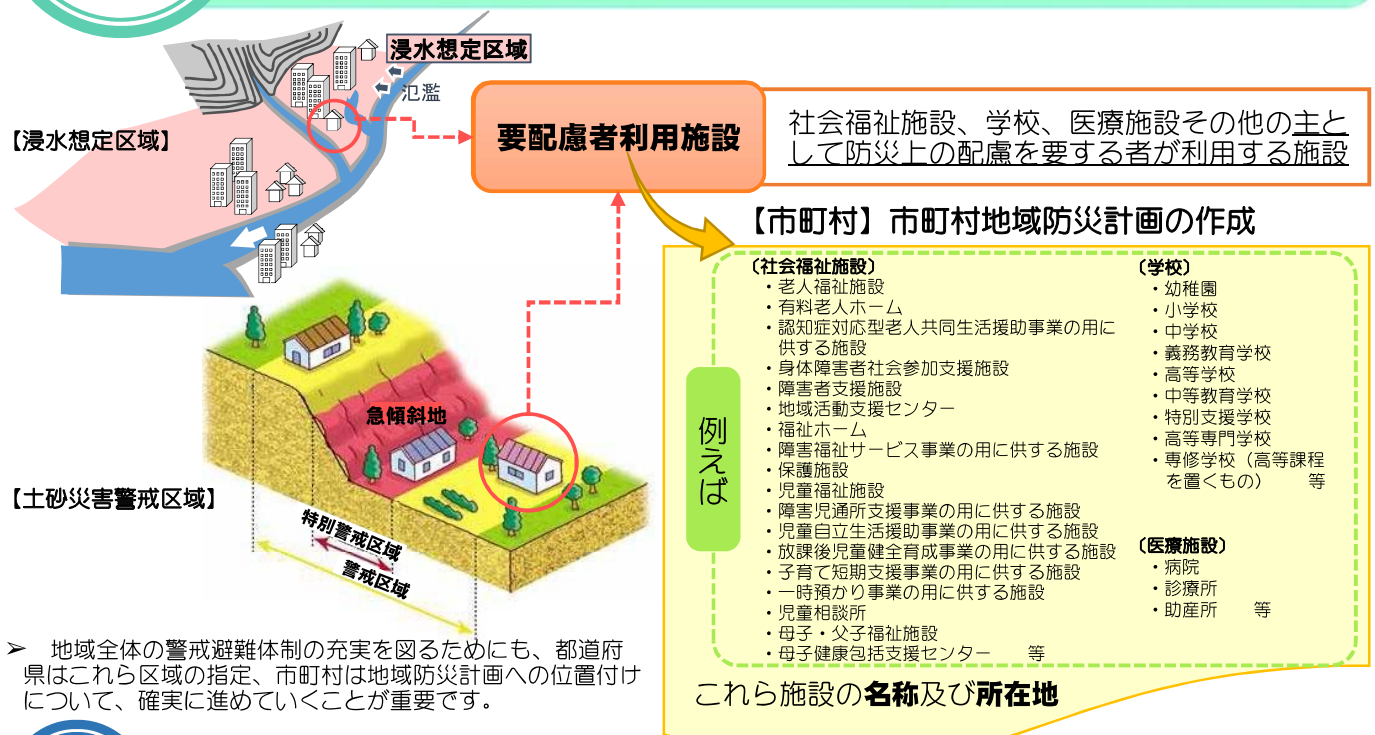 浸水想定区域
氾濫
【浸水想定区域】
要配慮者利用施設
社会福祉施設、学校、医療施設その他の主と
して防災上の配慮を要する者が利用する施設
【市町村】市町村地域防災計画の作成
例えば
〔社会福祉施設〕
・老人福祉施設
・有料老人ホーム
・認知症対応型老人共同生活援助事業の用に
供する施設
・身体障害者社会参加支援施設
・障害者支援施設
・地域活動支援センター
・福祉ホーム
・障害福祉サービス事業の用に供する施設
・保護施設
・児童福祉施設
・障害児通所支援事業の用に供する施設
・児童自立生活援助事業の用に供する施設
・放課後児童健全育成事業の用に供する施設
・子育て短期支援事業の用に供する施設
・一時預かり事業の用に供する施設
・児童相談所
・母子・父子福祉施設
・母子健康包括支援センター　等
〔学校〕
・幼稚園
・小学校
・中学校
・義務教育学校
・高等学校
・中等教育学校
・特別支援学校
・高等専門学校
・専修学校（高等課程
を置くもの）　等
〔医療施設〕
・病院
・診療所
・助産所　等
これら施設の名称及び所在地
急傾斜地
【土砂災害警戒区域】
特別警戒区域
警戒区域
➢ 地域全体の警戒避難体制の充実を図るためにも、都道府
県はこれら区域の指定、市町村は地域防災計画への位置付け
について、確実に進めていくことが重要です。